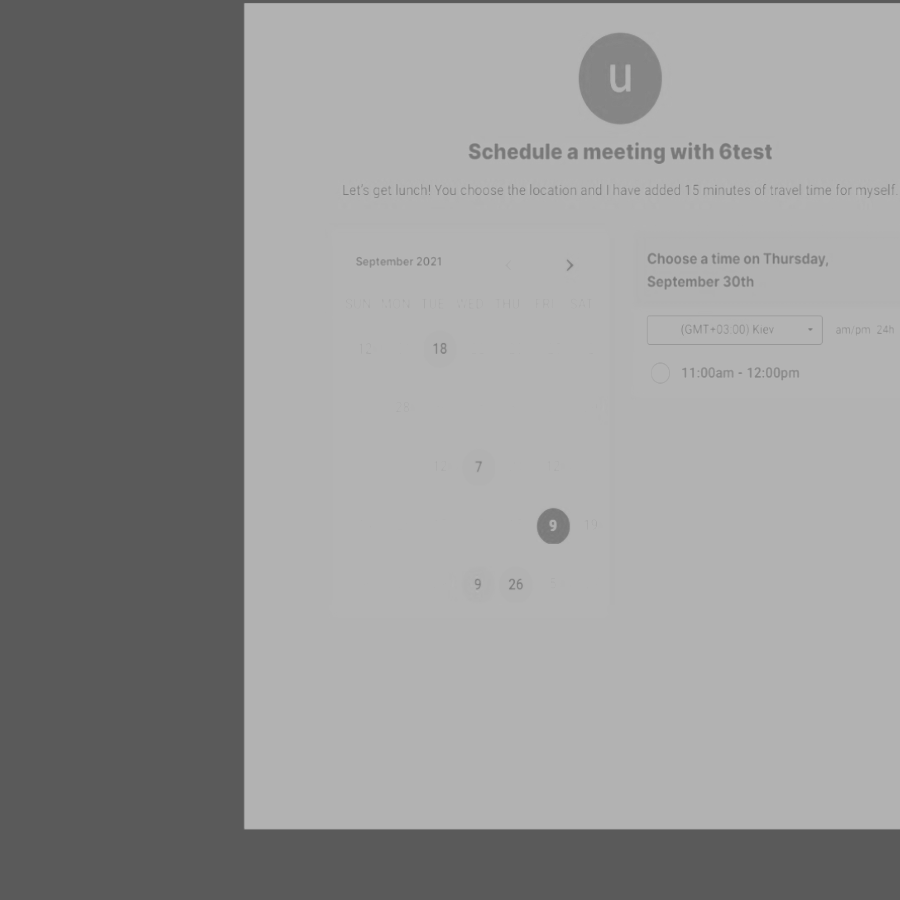 u
Schedule a meeting with 6test
Let's get lunch! You choose the location and I have added 15 minutes of travel time for myself.
September 2021
SUN MON TUE WED THU FRI SAT
18
7
9
9 26
Choose a time on Thursday,
September 30th
(GMT+03:00) Kiev
am/pm 24h
11:00am - 12:00pm